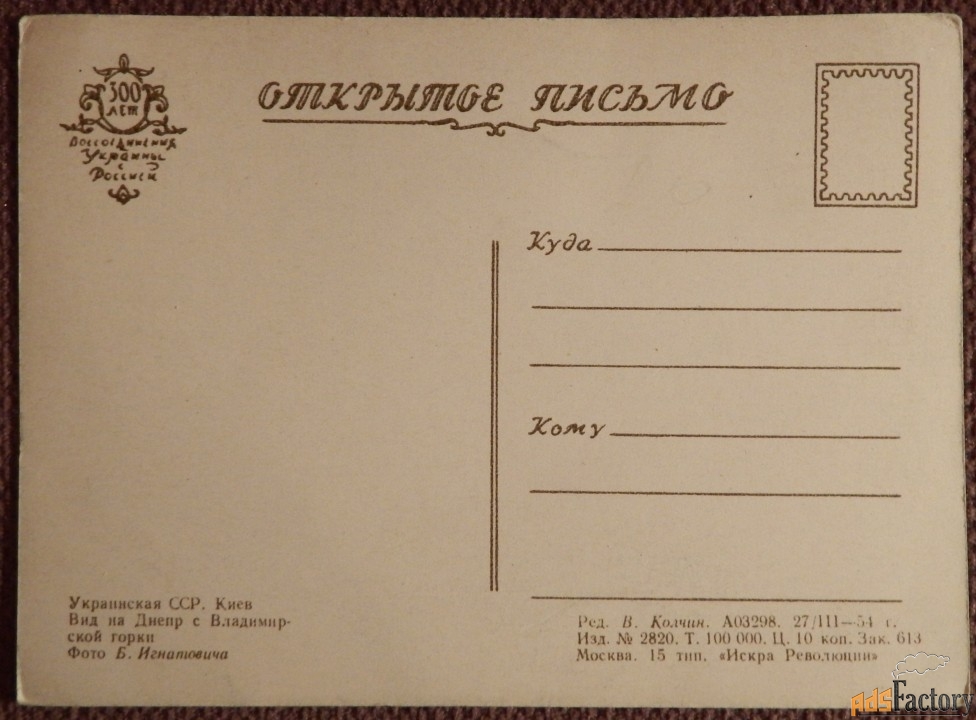 300
лет
Воссоединения
Украины
с
Россией
ОТКРЫТОЕ ПИСЬМО
Куда
Кому
Украинская ССР. Киев
Вид на Днепр с Владимир-
ской горки
Фото Б. Игнатовича
Ред. В. Колчин. А03298. 27/III—54 г.
Изд. № 2820. Т. 100 000. Ц. 10 коп. Зак. 613
Москва. 15 тип. «Искра Революции»
AdsFactory